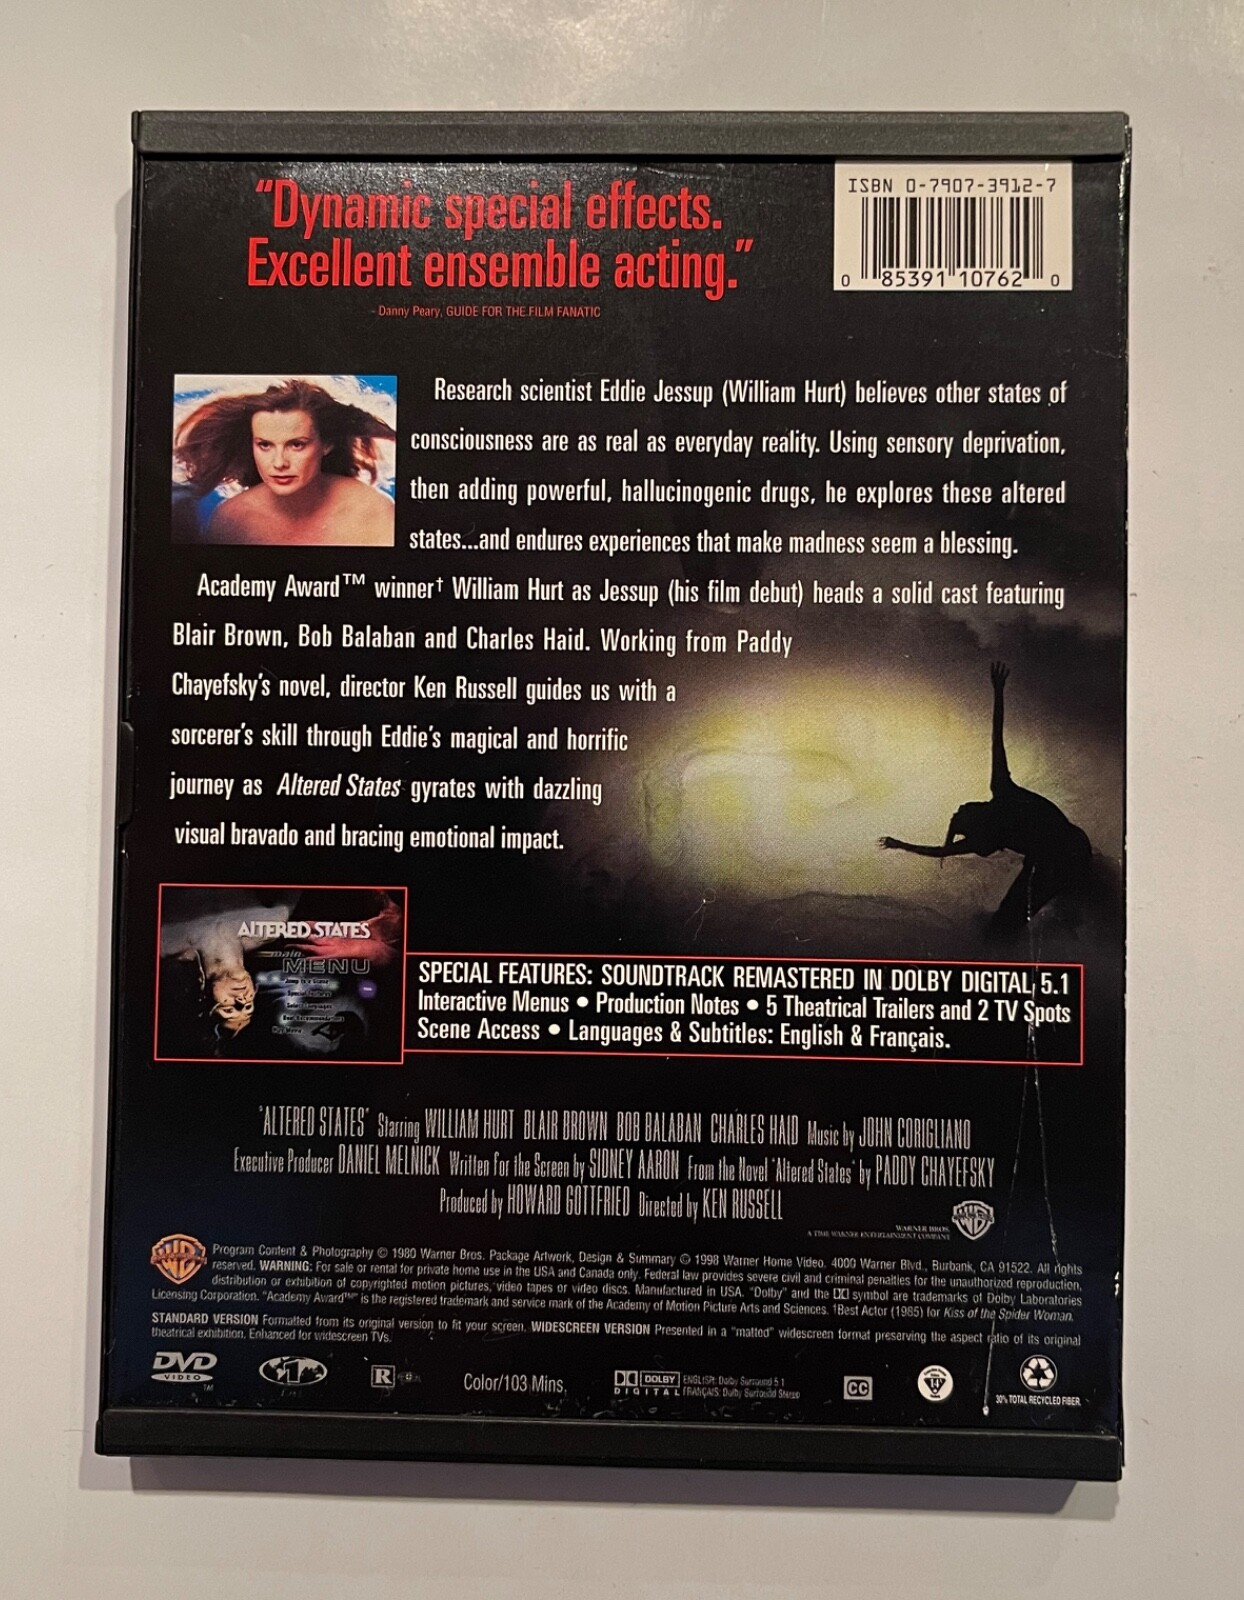 “Dynamic special effects.
Excellent ensemble acting.”
- Danny Peary, GUIDE FOR THE FILM FANATIC
ISBN 0-7907-3912-7
0 85391 10762 0
Research scientist Eddie Jessup (William Hurt) believes other states of
consciousness are as real as everyday reality. Using sensory deprivation,
then adding powerful, hallucinogenic drugs, he explores these altered
states...and endures experiences that make madness seem a blessing.
Academy Award™ winner† William Hurt as Jessup (his film debut) heads a solid cast featuring
Blair Brown, Bob Balaban and Charles Haid. Working from Paddy
Chayefsky's novel, director Ken Russell guides us with a
sorcerer's skill through Eddie's magical and horrific
journey as Altered States gyrates with dazzling
visual bravado and bracing emotional impact.
ALTERED STATES
main
MENU
Jump to a Scene
Special Features
Select Languages
Play Movie
SPECIAL FEATURES: SOUNDTRACK REMASTERED IN DOLBY DIGITAL 5.1
Interactive Menus • Production Notes • 5 Theatrical Trailers and 2 TV Spots
Scene Access • Languages & Subtitles: English & Français.
"ALTERED STATES" Starring WILLIAM HURT BLAIR BROWN BOB BALABAN CHARLES HAID Music by JOHN CORIGLIANO
Executive Producer DANIEL MELNICK Written for the Screen by SIDNEY AARON From the Novel "Altered States" by PADDY CHAYEFSKY
Produced by HOWARD GOTTFRIED Directed by KEN RUSSELL
WARNER BROS.
A TIME WARNER ENTERTAINMENT COMPANY
Program Content & Photography © 1980 Warner Bros. Package Artwork, Design & Summary © 1998 Warner Home Video. 4000 Warner Blvd., Burbank, CA 91522. All rights
reserved. WARNING: For sale or rental for private home use in the USA and Canada only. Federal law provides severe civil and criminal penalties for the unauthorized reproduction,
distribution or exhibition of copyrighted motion pictures, video tapes or video discs. Manufactured in USA. "Dolby" and the DD symbol are trademarks of Dolby Laboratories
Licensing Corporation. "Academy Award™" is the registered trademark and service mark of the Academy of Motion Picture Arts and Sciences. †Best Actor (1985) for Kiss of the Spider Woman.
STANDARD VERSION Formatted from its original version to fit your screen. WIDESCREEN VERSION Presented in a "matted" widescreen format preserving the aspect ratio of its original
theatrical exhibition. Enhanced for widescreen TVs.
DVD
VIDEO
TM
1
R
Color/103 Mins.
DOLBY
DIGITAL
ENGLISH: Dolby Surround 5.1
FRANÇAIS: Dolby Surround Stereo
CC
14
30% TOTAL RECYCLED FIBER